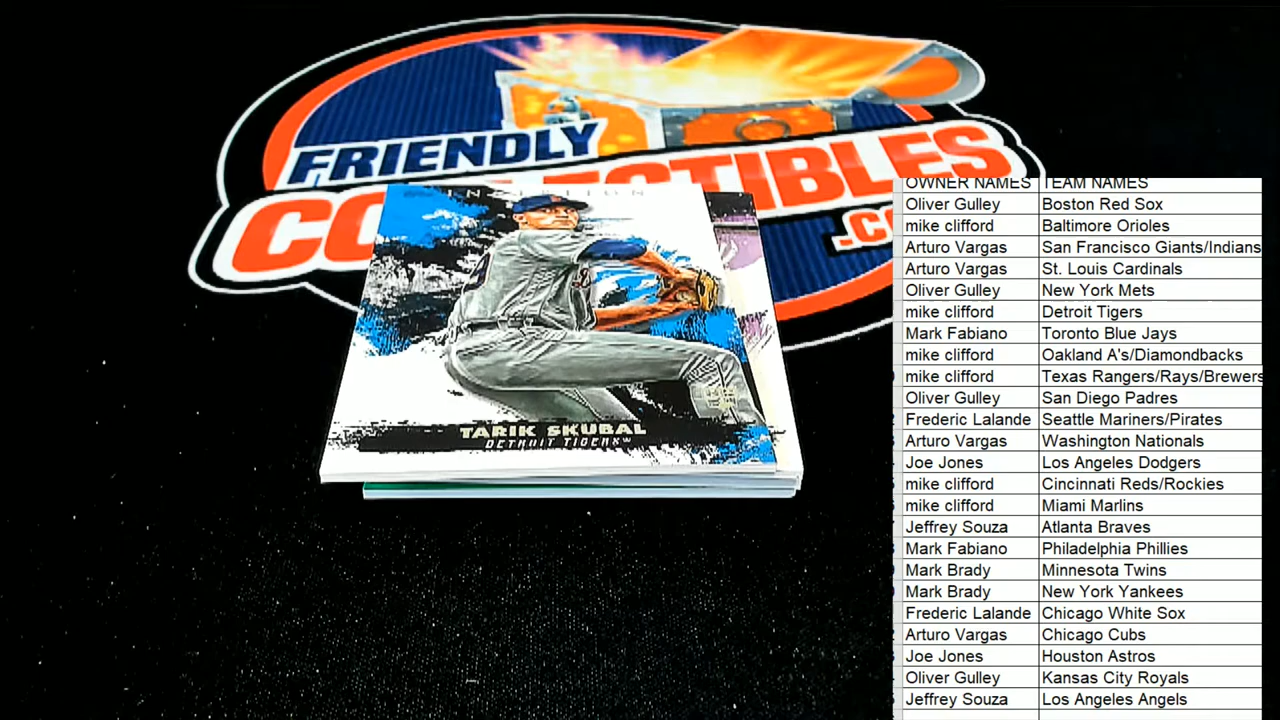 FRIENDLY
COLLECTIBLES
.CO
INCEPTION
TARIK SKUBAL
DETROIT TIGERS
OWNER NAMES TEAM NAMES
Oliver Gulley Boston Red Sox
mike clifford Baltimore Orioles
Arturo Vargas San Francisco Giants/Indians
Arturo Vargas St. Louis Cardinals
Oliver Gulley New York Mets
mike clifford Detroit Tigers
Mark Fabiano Toronto Blue Jays
mike clifford Oakland A's/Diamondbacks
mike clifford Texas Rangers/Rays/Brewers
Oliver Gulley San Diego Padres
Frederic Lalande Seattle Mariners/Pirates
Arturo Vargas Washington Nationals
Joe Jones Los Angeles Dodgers
mike clifford Cincinnati Reds/Rockies
mike clifford Miami Marlins
Jeffrey Souza Atlanta Braves
Mark Fabiano Philadelphia Phillies
Mark Brady Minnesota Twins
Mark Brady New York Yankees
Frederic Lalande Chicago White Sox
Arturo Vargas Chicago Cubs
Joe Jones Houston Astros
Oliver Gulley Kansas City Royals
Jeffrey Souza Los Angeles Angels